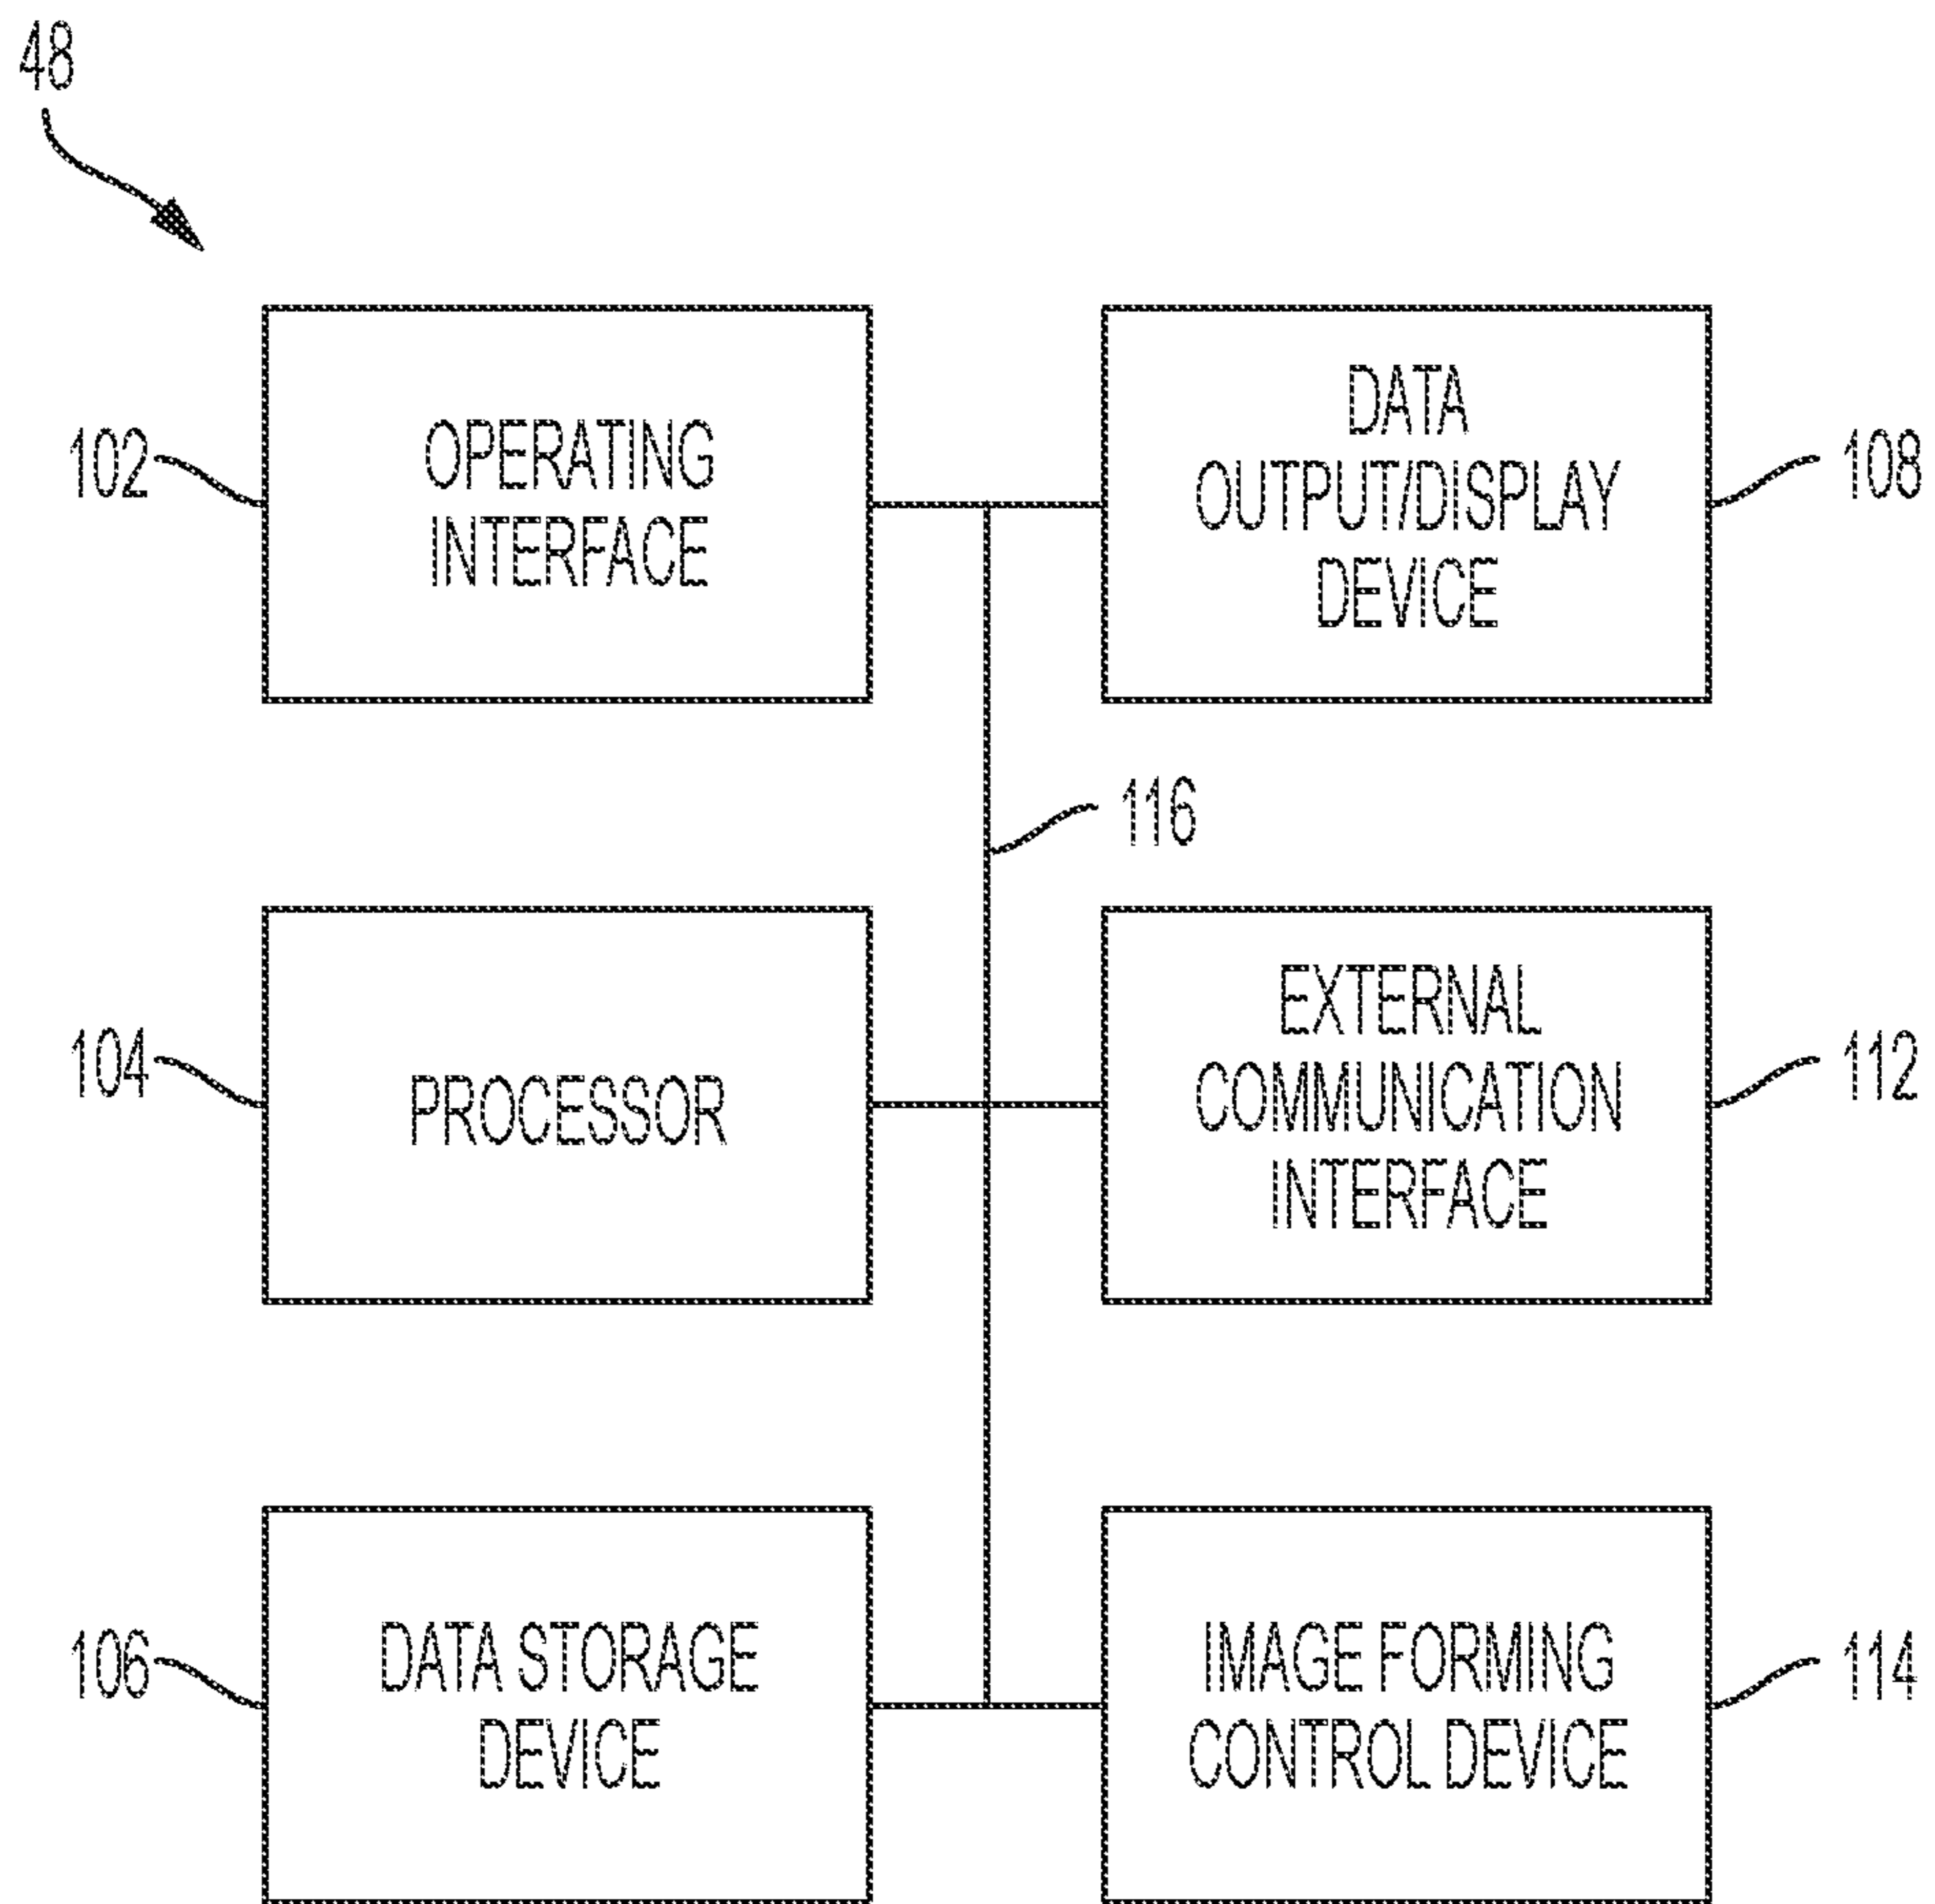 48
102
OPERATING
INTERFACE
DATA
OUTPUT/DISPLAY
DEVICE
108
116
104
PROCESSOR
EXTERNAL
COMMUNICATION
INTERFACE
112
106
DATA STORAGE
DEVICE
IMAGE FORMING
CONTROL DEVICE
114